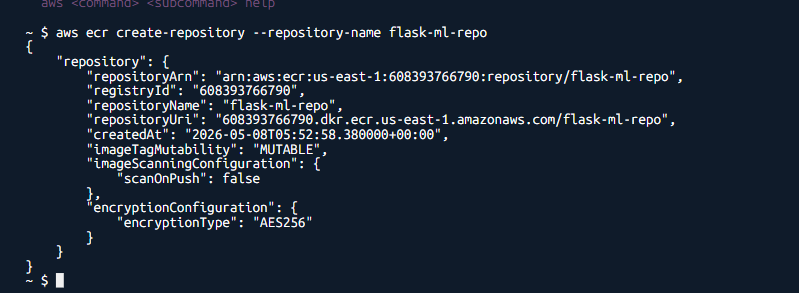 aws <command> <subcommand> help
~ $ aws ecr create-repository --repository-name flask-ml-repo
{
    "repository": {
        "repositoryArn": "arn:aws:ecr:us-east-1:608393766790:repository/flask-ml-repo",
        "registryId": "608393766790",
        "repositoryName": "flask-ml-repo",
        "repositoryUri": "608393766790.dkr.ecr.us-east-1.amazonaws.com/flask-ml-repo",
        "createdAt": "2026-05-08T05:52:58.380000+00:00",
        "imageTagMutability": "MUTABLE",
        "imageScanningConfiguration": {
            "scanOnPush": false
        },
        "encryptionConfiguration": {
            "encryptionType": "AES256"
        }
    }
}
~ $